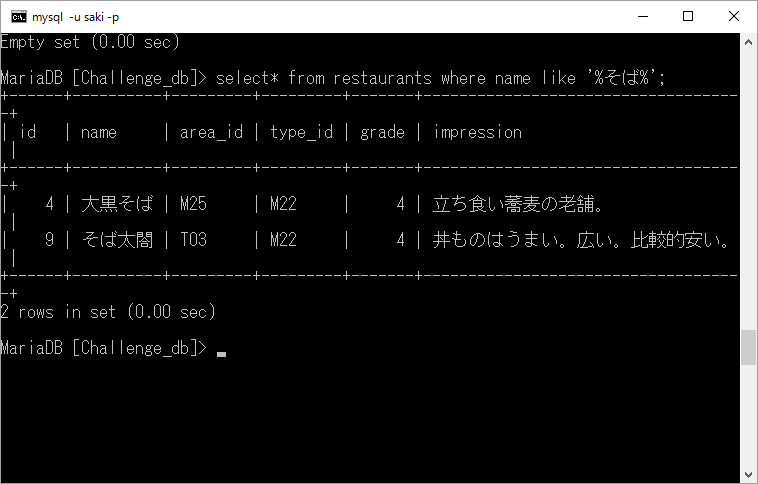 mysql -u saki -p
Empty set (0.00 sec)
MariaDB [Challenge_db]> select* from restaurants where name like '%そば%';
+------+----------+---------+---------+-------+-----------------------------------
-+
| id   | name     | area_id | type_id | grade | impression
 |
+------+----------+---------+---------+-------+-----------------------------------
-+
|    4 | 大黒そば | M25     | M22     |     4 | 立ち食い蕎麦の老舗。
 |
|    9 | そば太閤 | T03     | M22     |     4 | 丼ものはうまい。広い。比較的安い。
 |
+------+----------+---------+---------+-------+-----------------------------------
-+
2 rows in set (0.00 sec)
MariaDB [Challenge_db]>